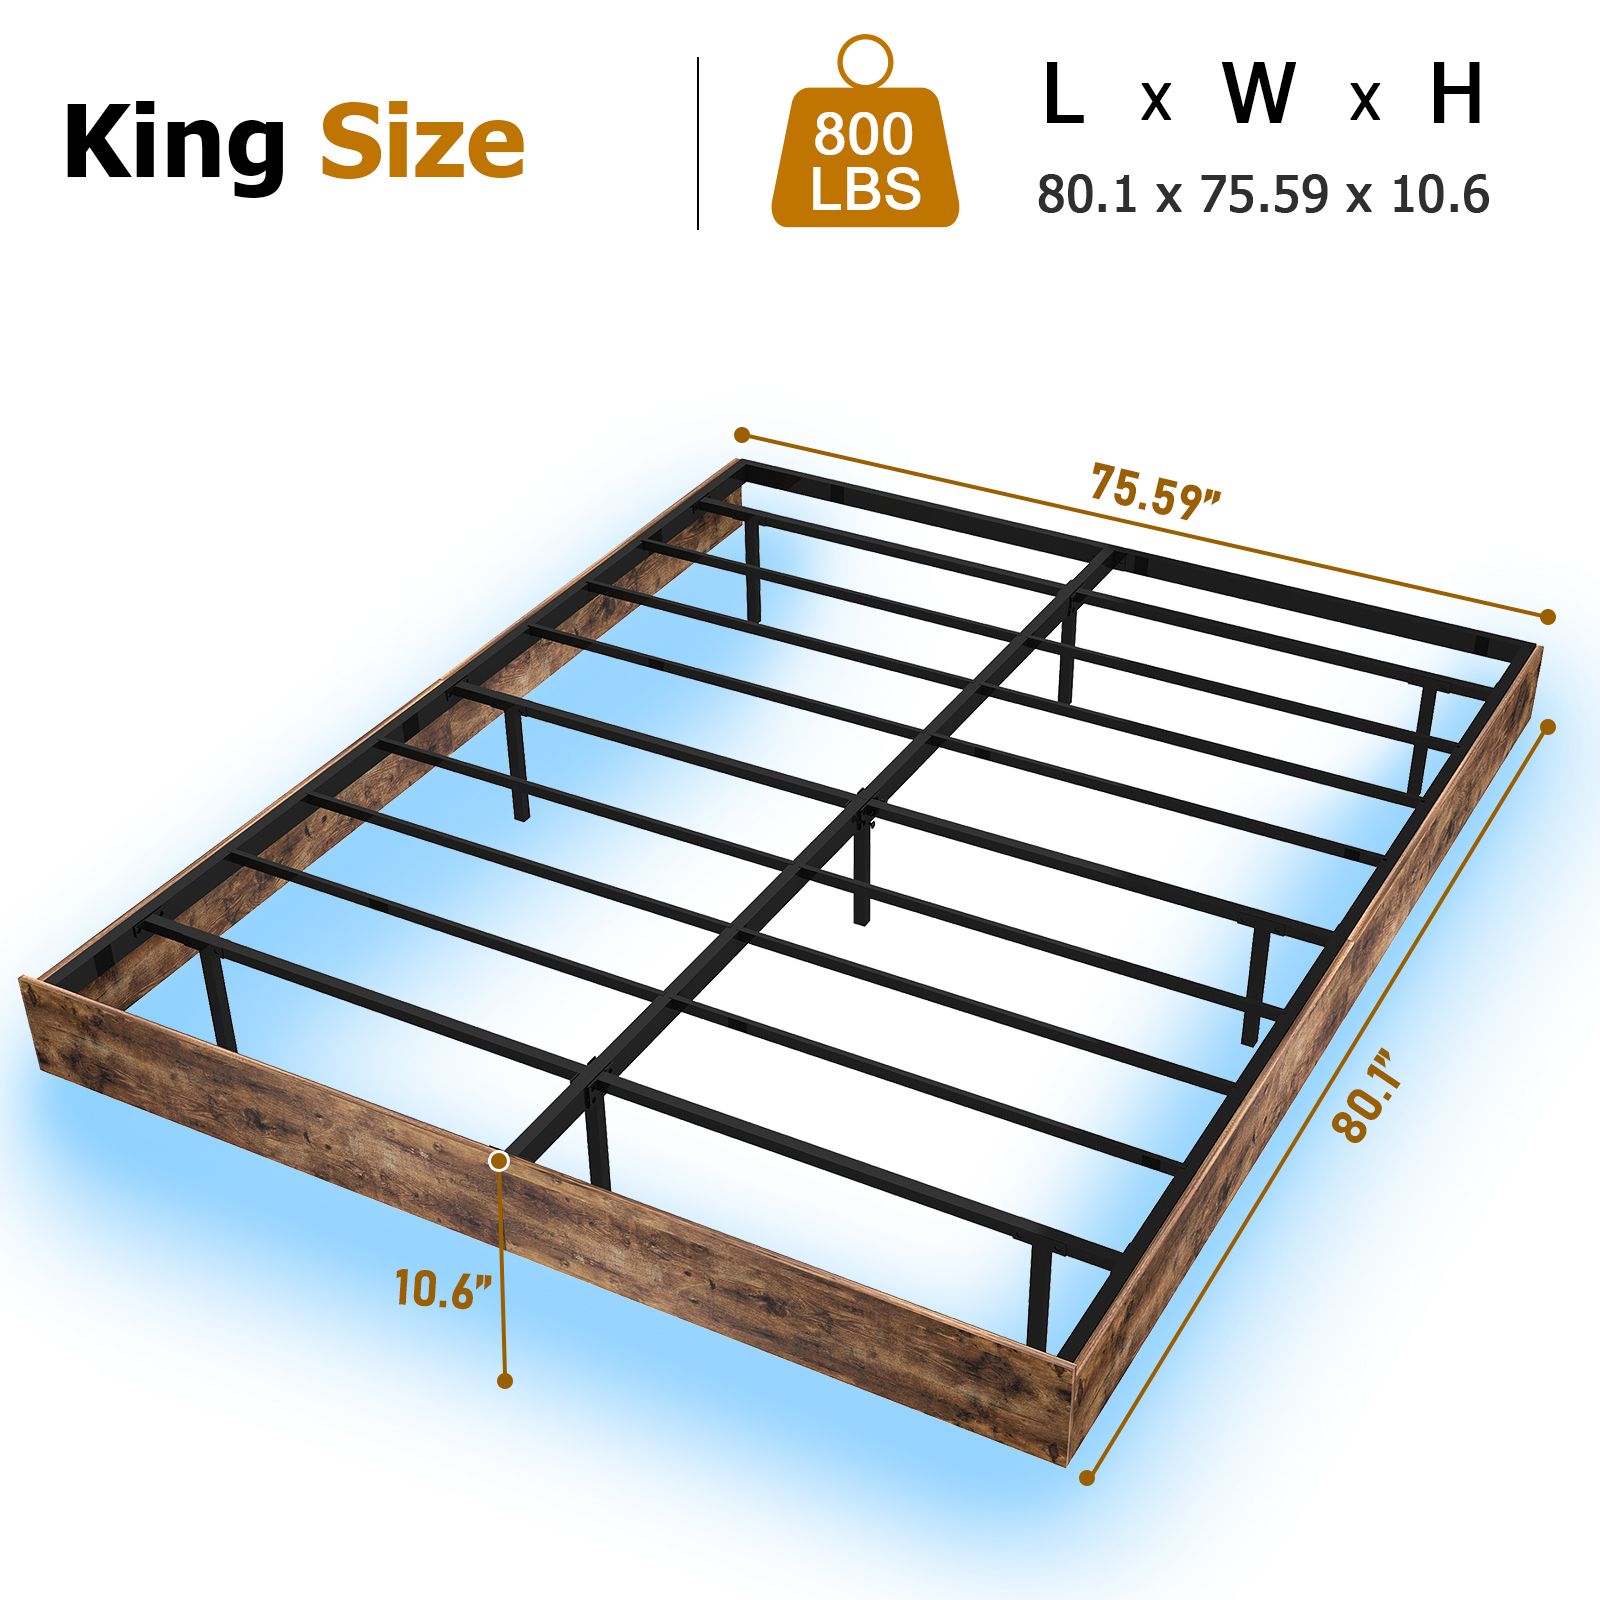 King Size
800
LBS
L x W x H
80.1 x 75.59 x 10.6
75.59”
80.1”
10.6”